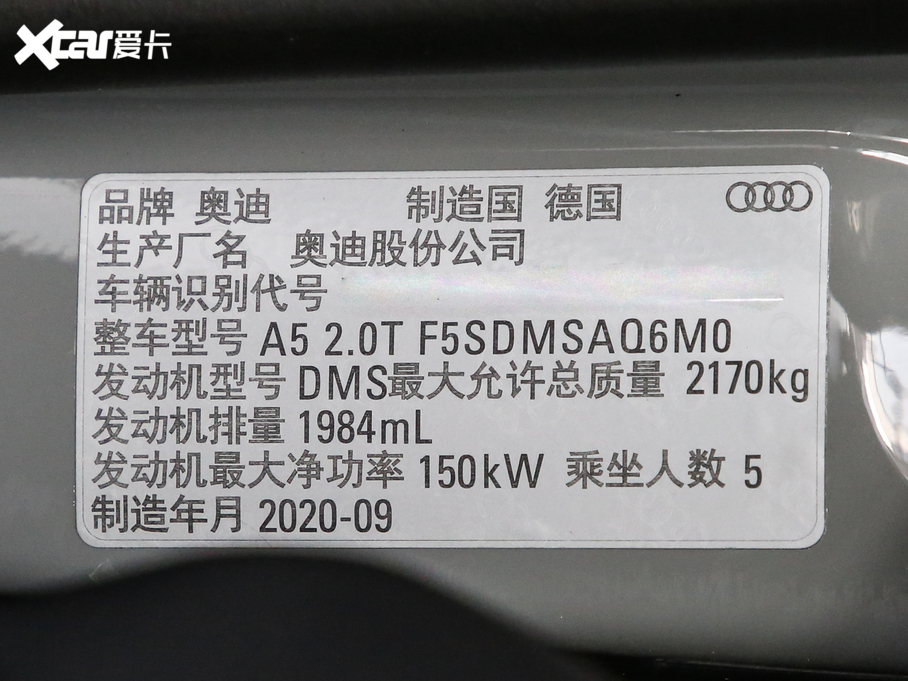 Xcar爱卡
品牌 奥迪 制造国 德国
生产厂名 奥迪股份公司
车辆识别代号
整车型号 A5 2.0T F5SDMSAQ6M0
发动机型号 DMS最大允许总质量 2170kg
发动机排量 1984mL
发动机最大净功率 150kW 乘坐人数 5
制造年月 2020-09